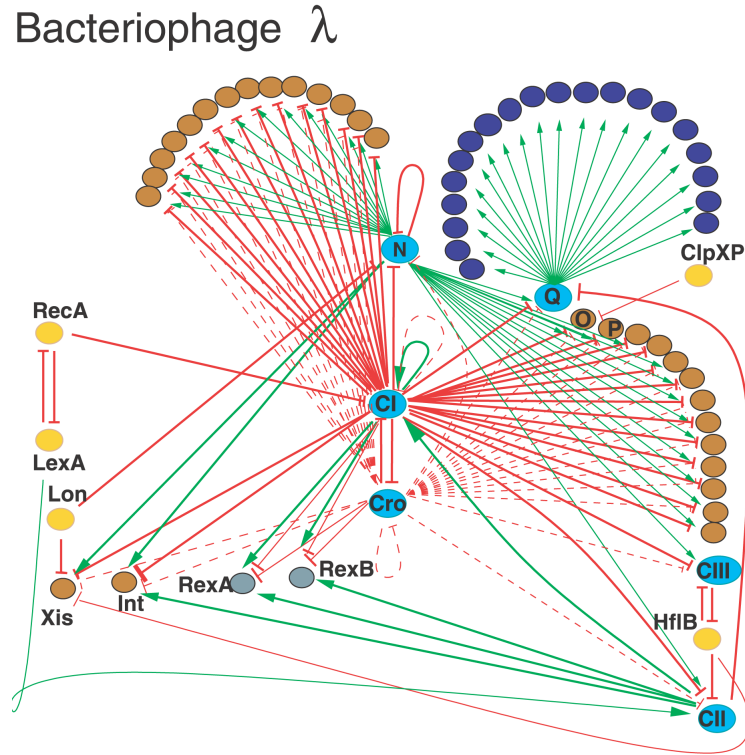 Bacteriophage λ
N
ClpXP
Q
RecA
O
P
CI
LexA
Lon
Cro
RexB
CIII
RexA
Int
Xis
HflB
CII